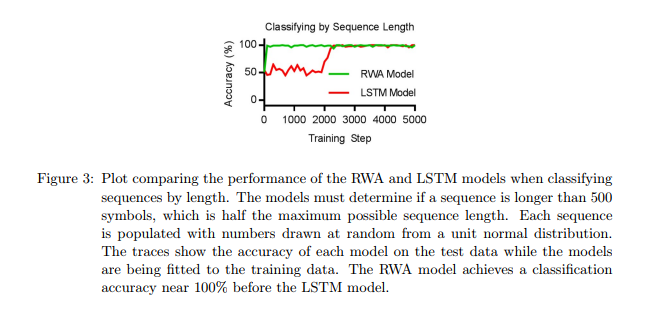 Classifying by Sequence Length
Accuracy (%)
100
50
0
RWA Model
LSTM Model
0 1000 2000 3000 4000 5000
Training Step
Figure 3: Plot comparing the performance of the RWA and LSTM models when classifying
sequences by length. The models must determine if a sequence is longer than 500
symbols, which is half the maximum possible sequence length. Each sequence
is populated with numbers drawn at random from a unit normal distribution.
The traces show the accuracy of each model on the test data while the models
are being fitted to the training data. The RWA model achieves a classification
accuracy near 100% before the LSTM model.